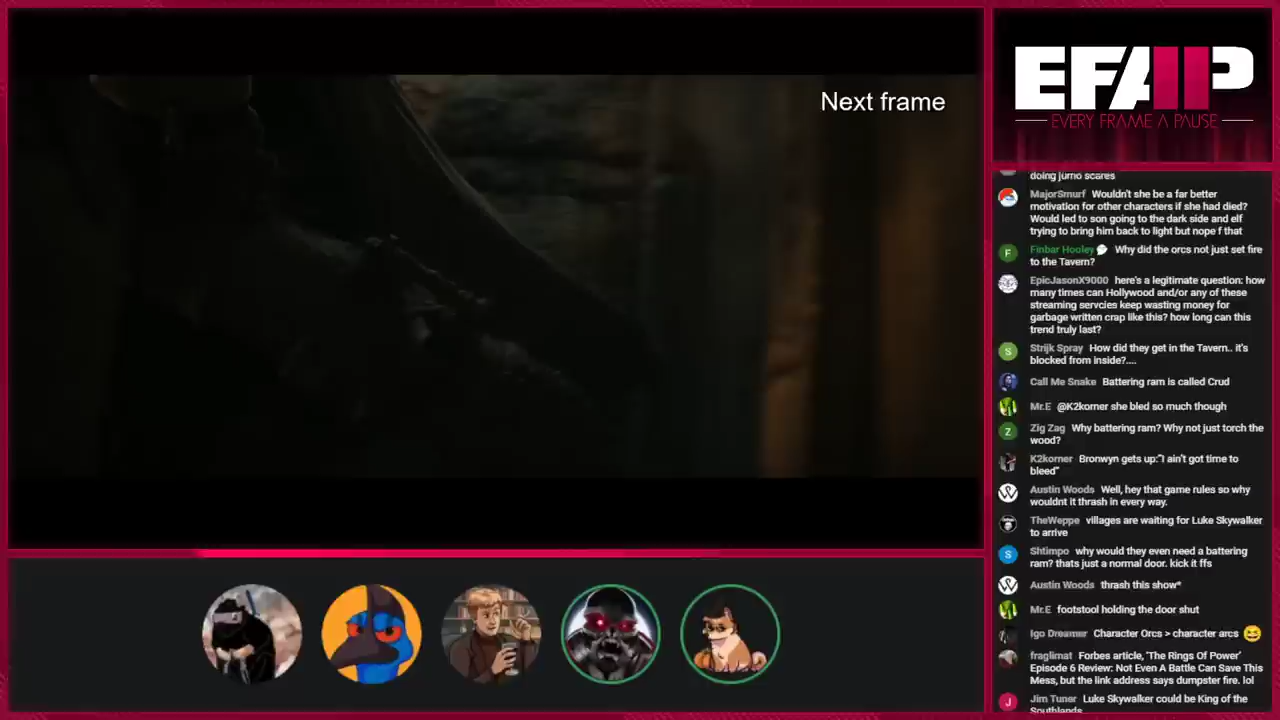 Next frame
EFAP
EVERY FRAME A PAUSE
doing jump scares
MajorSmurf Wouldn't she be a far better
motivation for other characters if she had died?
Would led to son going to the dark side and elf
trying to bring him back to light but nope f that
Finbar Hooley Why did the orcs not just set fire
to the Tavern?
EpicJasonX9000 here's a legitimate question: how
many times can Hollywood and/or any of these
streaming servcies keep wasting money for
garbage written crap like this? how long can this
trend truly last?
Strijk Spray How did they get in the Tavern.. it's
blocked from inside?....
Call Me Snake Battering ram is called Crud
Mr.E @K2korner she bled so much though
Zig Zag Why battering ram? Why not just torch the
wood?
K2korner Bronwyn gets up:"I ain't got time to
bleed"
Austin Woods Well, hey that game rules so why
wouldnt it thrash in every way.
TheWeppe villages are waiting for Luke Skywalker
to arrive
Shtimpo why would they even need a battering
ram? thats just a normal door. kick it ffs
Austin Woods thrash this show*
Mr.E footstool holding the door shut
Igo Dreamer Character Orcs > character arcs 😆
fraglimat Forbes article, 'The Rings Of Power'
Episode 6 Review: Not Even A Battle Can Save This
Mess, but the link address says dumpster fire. lol
Jim Tuner Luke Skywalker could be King of the
Southlands